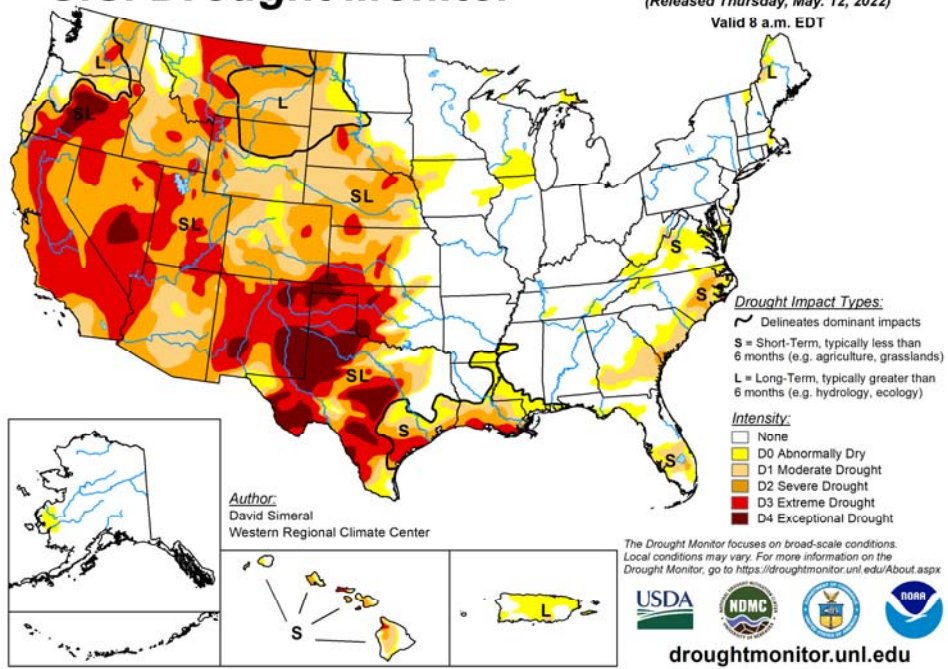 U.S. Drought Monitor
(Released Thursday, May. 12, 2022)
Valid 8 a.m. EDT
L
L
L
SL
SL
SL
S
S
SL
S
S
Drought Impact Types:
Delineates dominant impacts
S = Short-Term, typically less than
6 months (e.g. agriculture, grasslands)
L = Long-Term, typically greater than
6 months (e.g. hydrology, ecology)
Intensity:
None
D0 Abnormally Dry
D1 Moderate Drought
D2 Severe Drought
D3 Extreme Drought
D4 Exceptional Drought
Author:
David Simeral
Western Regional Climate Center
The Drought Monitor focuses on broad-scale conditions.
Local conditions may vary. For more information on the
Drought Monitor, go to https://droughtmonitor.unl.edu/About.aspx
S
L
USDA
NDMC
NOAA
droughtmonitor.unl.edu